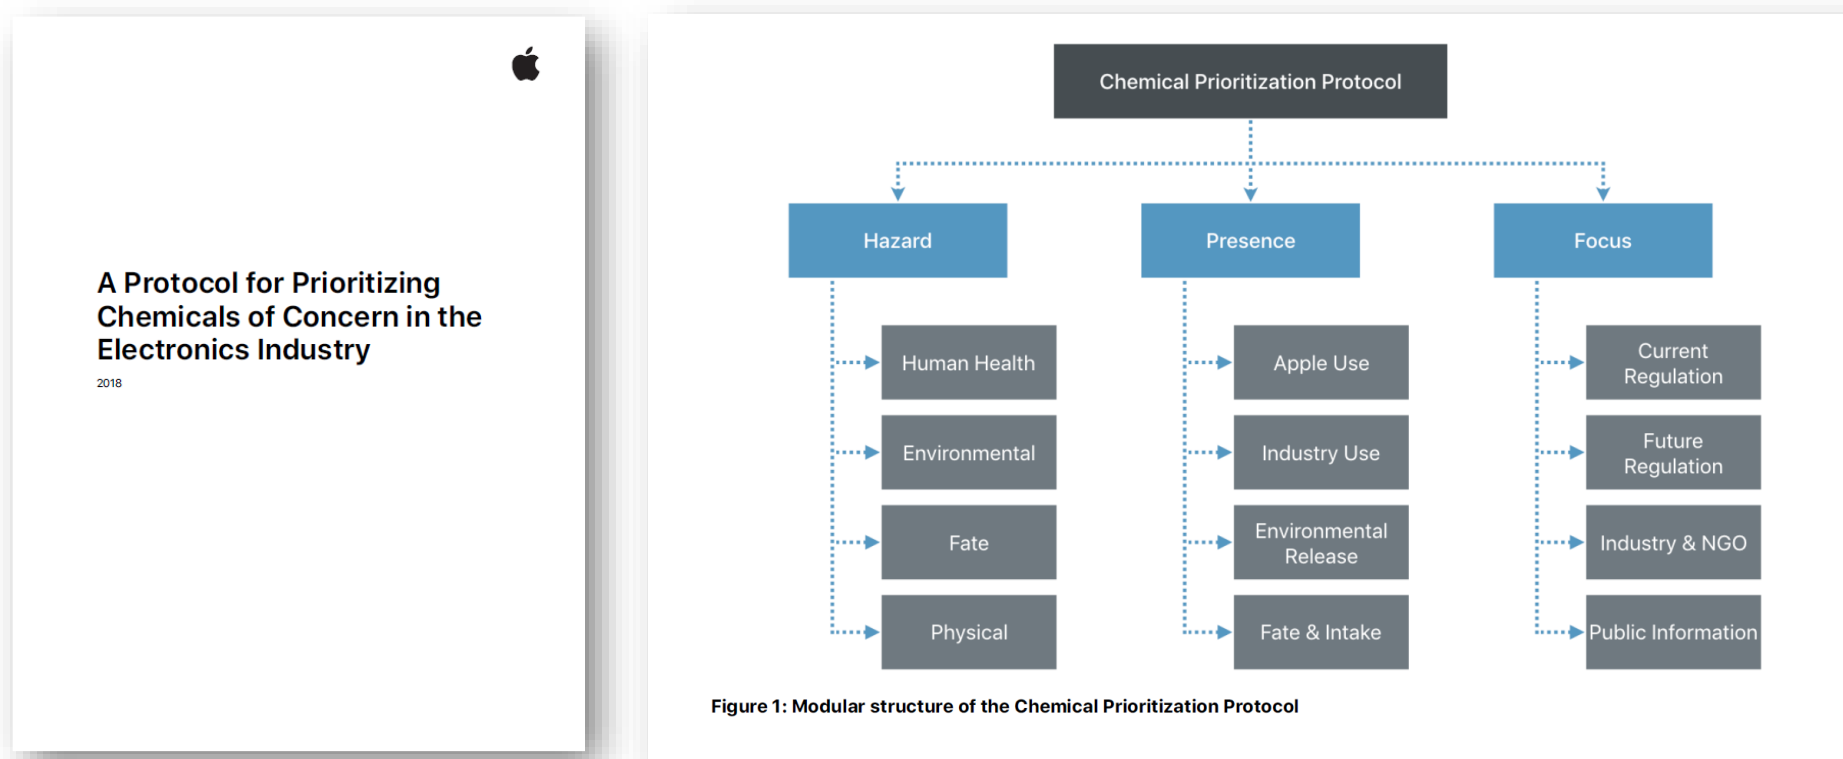 A Protocol for Prioritizing
Chemicals of Concern in the
Electronics Industry
2018
Chemical Prioritization Protocol
Hazard
Presence
Focus
Human Health
Environmental
Fate
Physical
Apple Use
Industry Use
Environmental
Release
Fate & Intake
Current
Regulation
Future
Regulation
Industry & NGO
Public Information
Figure 1: Modular structure of the Chemical Prioritization Protocol